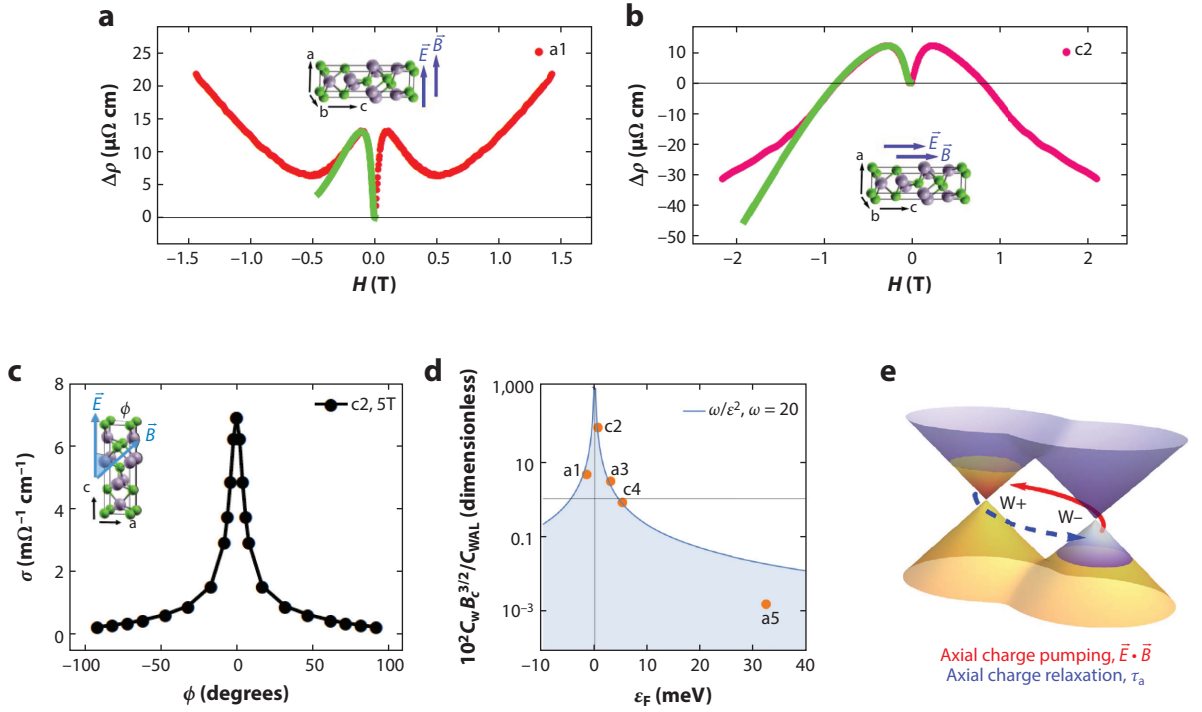 a
Δρ (μΩ cm)
25
20
15
10
5
0
−1.5
−1.0
−0.5
0.0
0.5
1.0
1.5
H (T)
a1
a
b
c
E
B
b
Δρ (μΩ cm)
10
0
−10
−20
−30
−40
−50
−2
−1
0
1
2
H (T)
c2
E
B
a
b
c
c
σ (mΩ⁻¹ cm⁻¹)
8
6
4
2
0
−100
−50
0
50
100
ϕ (degrees)
c2, 5T
E
ϕ
B
c
a
d
10²C_wB_c^{3/2}/C_WAL (dimensionless)
1,000
10
0.1
10⁻³
−10
0
10
20
30
40
ε_F (meV)
ω/ε², ω = 20
c2
a1
a3
c4
a5
e
W+
W−
Axial charge pumping, E⃗ • B⃗
Axial charge relaxation, τ_a